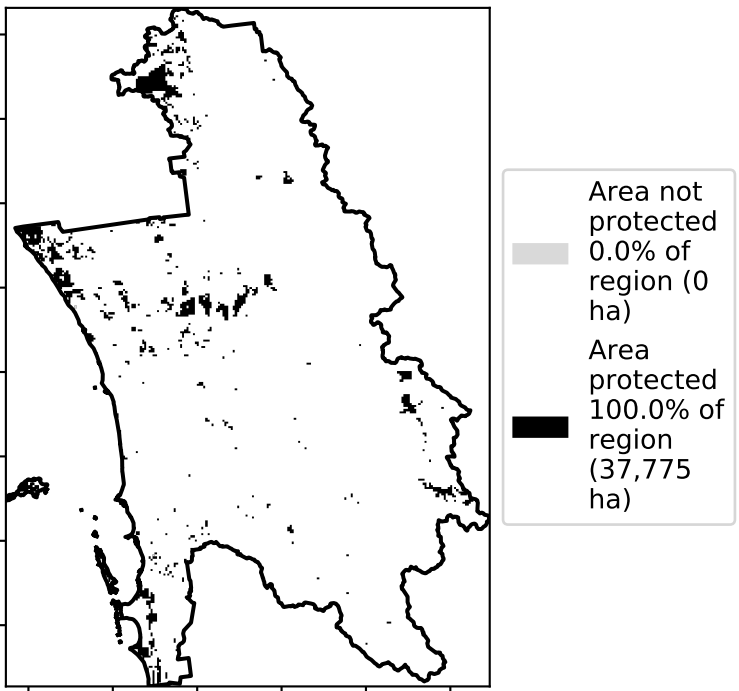 Area not
protected
0.0% of
region (0
ha)
Area
protected
100.0% of
region
(37,775
ha)